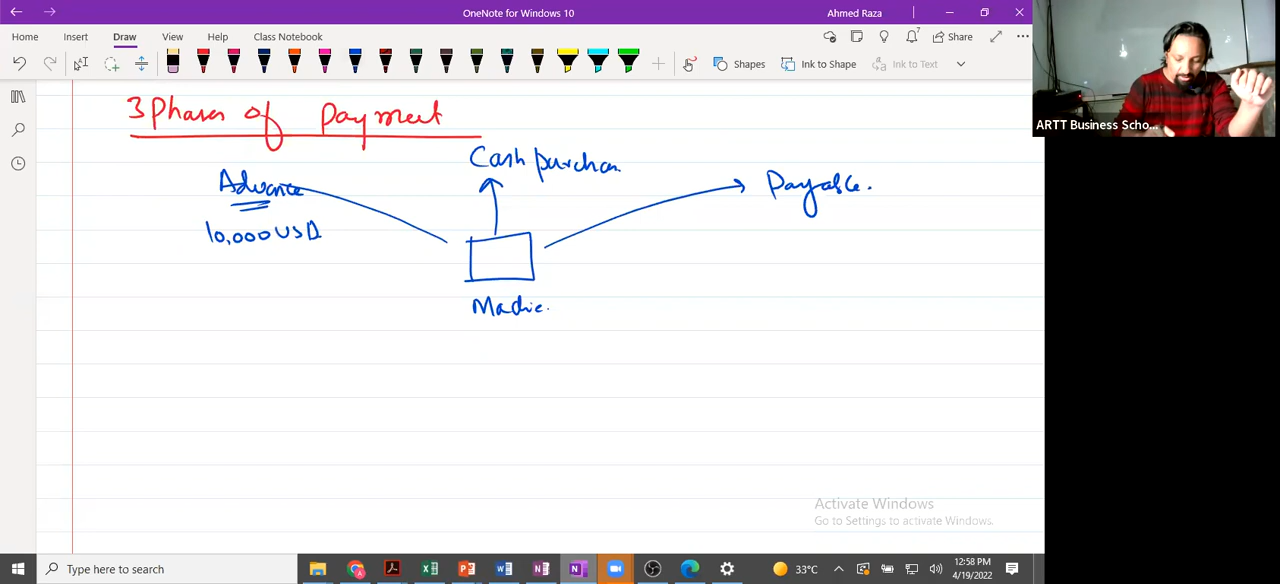 OneNote for Windows 10
Ahmed Raza
Home Insert Draw View Help Class Notebook
Share
Shapes Ink to Shape Ink to Text
ARTT Business Scho...
3 Phases of Payment
Cash purchase
Advance
Payable.
10,000 USD
Machine.
Activate Windows
Go to Settings to activate Windows.
Type here to search
33°C
12:58 PM
4/19/2022